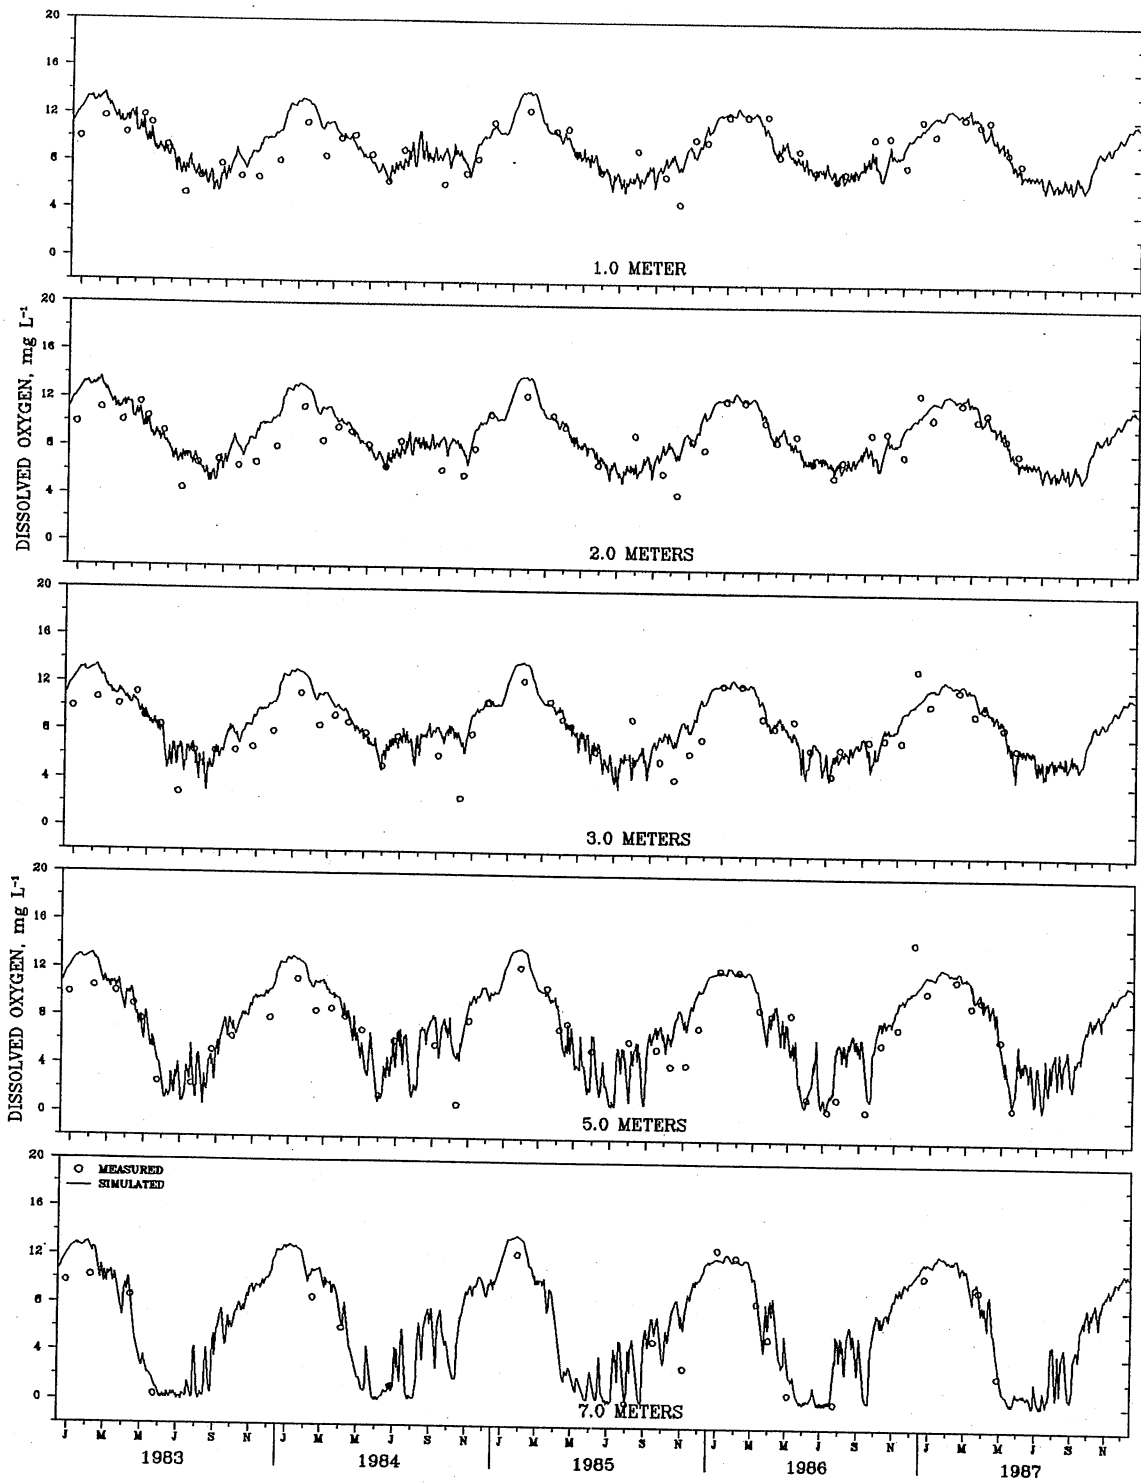 20
16
12
8
4
0
1.0 METER
DISSOLVED OXYGEN, mg L⁻¹
20
16
12
8
4
0
2.0 METERS
20
16
12
8
4
0
3.0 METERS
DISSOLVED OXYGEN, mg L⁻¹
20
16
12
8
4
0
5.0 METERS
20
16
12
8
4
0
MEASURED
SIMULATED
7.0 METERS
J M M J S N J M M J S N J M M J S N J M M J S N J M M J S N
1983 1984 1985 1986 1987